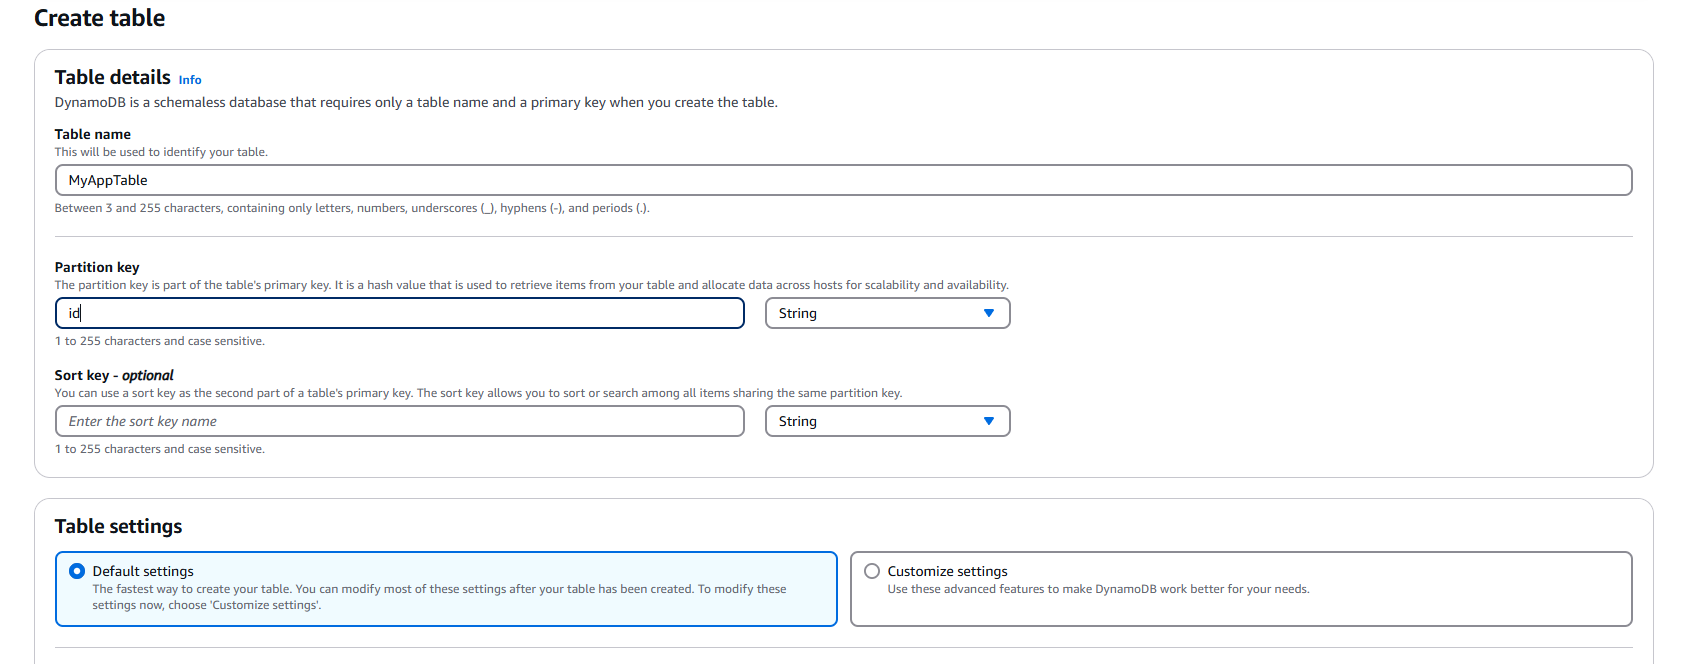 Create table
Table details Info
DynamoDB is a schemaless database that requires only a table name and a primary key when you create the table.
Table name
This will be used to identify your table.
MyAppTable
Between 3 and 255 characters, containing only letters, numbers, underscores (_), hyphens (-), and periods (.).
Partition key
The partition key is part of the table's primary key. It is a hash value that is used to retrieve items from your table and allocate data across hosts for scalability and availability.
id String
1 to 255 characters and case sensitive.
Sort key - optional
You can use a sort key as the second part of a table's primary key. The sort key allows you to sort or search among all items sharing the same partition key.
Enter the sort key name String
1 to 255 characters and case sensitive.
Table settings
Default settings
The fastest way to create your table. You can modify most of these settings after your table has been created. To modify these
settings now, choose 'Customize settings'.
Customize settings
Use these advanced features to make DynamoDB work better for your needs.